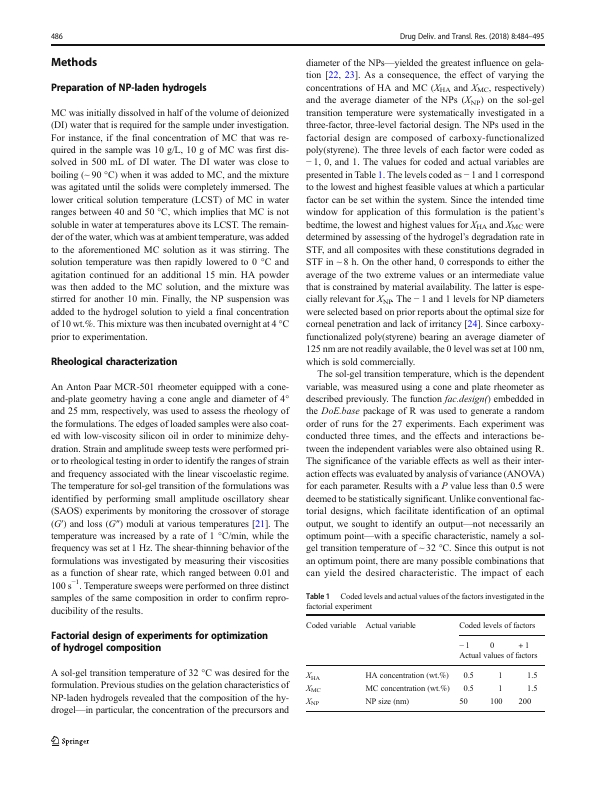 486
Drug Deliv. and Transl. Res. (2018) 8:484–495
Methods
Preparation of NP-laden hydrogels
MC was initially dissolved in half of the volume of deionized
(DI) water that is required for the sample under investigation.
For instance, if the final concentration of MC that was re-
quired in the sample was 10 g/L, 10 g of MC was first dis-
solved in 500 mL of DI water. The DI water was close to
boiling (~ 90 °C) when it was added to MC, and the mixture
was agitated until the solids were completely immersed. The
lower critical solution temperature (LCST) of MC in water
ranges between 40 and 50 °C, which implies that MC is not
soluble in water at temperatures above its LCST. The remain-
der of the water, which was at ambient temperature, was added
to the aforementioned MC solution as it was stirring. The
solution temperature was then rapidly lowered to 0 °C and
agitation continued for an additional 15 min. HA powder
was then added to the MC solution, and the mixture was
stirred for another 10 min. Finally, the NP suspension was
added to the hydrogel solution to yield a final concentration
of 10 wt.%. This mixture was then incubated overnight at 4 °C
prior to experimentation.
Rheological characterization
An Anton Paar MCR-501 rheometer equipped with a cone-
and-plate geometry having a cone angle and diameter of 4°
and 25 mm, respectively, was used to assess the rheology of
the formulations. The edges of loaded samples were also coat-
ed with low-viscosity silicon oil in order to minimize dehy-
dration. Strain and amplitude sweep tests were performed pri-
or to rheological testing in order to identify the ranges of strain
and frequency associated with the linear viscoelastic regime.
The temperature for sol-gel transition of the formulations was
identified by performing small amplitude oscillatory shear
(SAOS) experiments by monitoring the crossover of storage
(G′) and loss (G″) moduli at various temperatures [21]. The
temperature was increased by a rate of 1 °C/min, while the
frequency was set at 1 Hz. The shear-thinning behavior of the
formulations was investigated by measuring their viscosities
as a function of shear rate, which ranged between 0.01 and
100 s⁻¹. Temperature sweeps were performed on three distinct
samples of the same composition in order to confirm repro-
ducibility of the results.
Factorial design of experiments for optimization
of hydrogel composition
A sol-gel transition temperature of 32 °C was desired for the
formulation. Previous studies on the gelation characteristics of
NP-laden hydrogels revealed that the composition of the hy-
drogel—in particular, the concentration of the precursors and
diameter of the NPs—yielded the greatest influence on gela-
tion [22, 23]. As a consequence, the effect of varying the
concentrations of HA and MC (X_HA and X_MC, respectively)
and the average diameter of the NPs (X_NP) on the sol-gel
transition temperature were systematically investigated in a
three-factor, three-level factorial design. The NPs used in the
factorial design are composed of carboxy-functionalized
poly(styrene). The three levels of each factor were coded as
− 1, 0, and 1. The values for coded and actual variables are
presented in Table 1. The levels coded as − 1 and 1 correspond
to the lowest and highest feasible values at which a particular
factor can be set within the system. Since the intended time
window for application of this formulation is the patient's
bedtime, the lowest and highest values for X_HA and X_MC were
determined by assessing of the hydrogel's degradation rate in
STF, and all composites with these constitutions degraded in
STF in ~ 8 h. On the other hand, 0 corresponds to either the
average of the two extreme values or an intermediate value
that is constrained by material availability. The latter is espe-
cially relevant for X_NP. The − 1 and 1 levels for NP diameters
were selected based on prior reports about the optimal size for
corneal penetration and lack of irritancy [24]. Since carboxy-
functionalized poly(styrene) bearing an average diameter of
125 nm are not readily available, the 0 level was set at 100 nm,
which is sold commercially.
The sol-gel transition temperature, which is the dependent
variable, was measured using a cone and plate rheometer as
described previously. The function fac.design() embedded in
the DoE.base package of R was used to generate a random
order of runs for the 27 experiments. Each experiment was
conducted three times, and the effects and interactions be-
tween the independent variables were also obtained using R.
The significance of the variable effects as well as their inter-
action effects was evaluated by analysis of variance (ANOVA)
for each parameter. Results with a P value less than 0.5 were
deemed to be statistically significant. Unlike conventional fac-
torial designs, which facilitate identification of an optimal
output, we sought to identify an output—not necessarily an
optimum point—with a specific characteristic, namely a sol-
gel transition temperature of ~ 32 °C. Since this output is not
an optimum point, there are many possible combinations that
can yield the desired characteristic. The impact of each
Table 1 Coded levels and actual values of the factors investigated in the
factorial experiment
Coded variable Actual variable Coded levels of factors
− 1 0 + 1
Actual values of factors
X_HA HA concentration (wt.%) 0.5 1 1.5
X_MC MC concentration (wt.%) 0.5 1 1.5
X_NP NP size (nm) 50 100 200
Springer